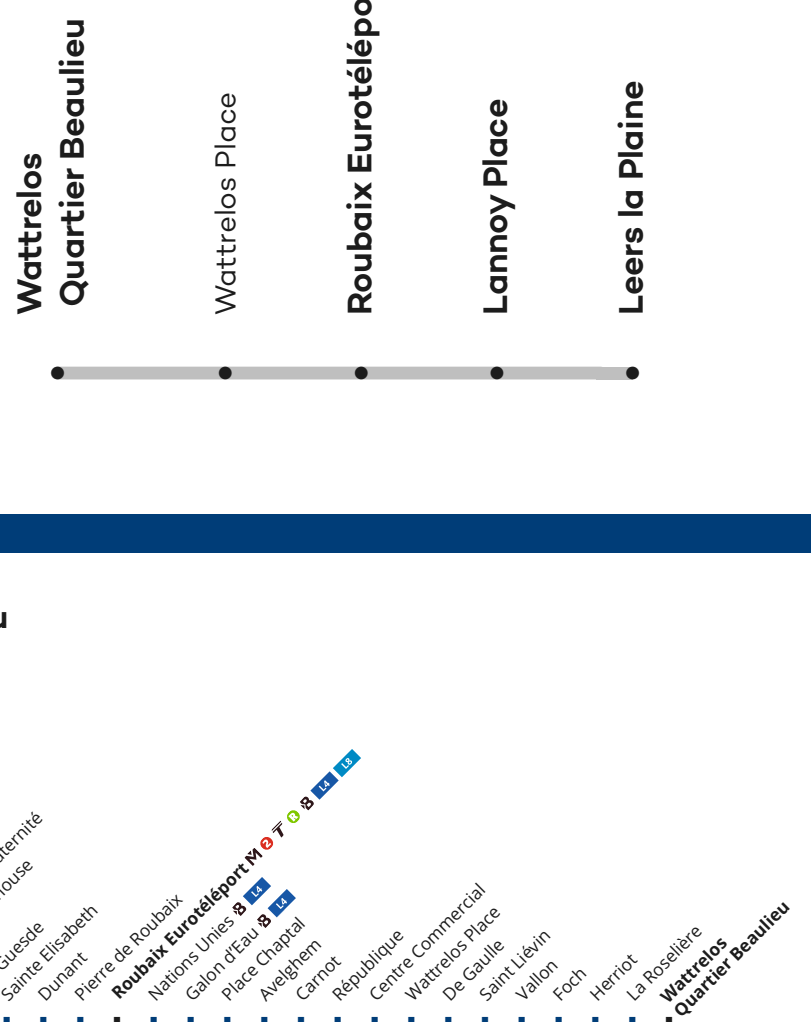 Wattrelos
Quartier Beaulieu
Wattrelos Place
Roubaix
Lannoy Place
Leers la Plaine
Guesde
Sainte Elisabeth
Dunant
Pierre de Roubaix
Roubaix Eurotéléport M 2 T R B L4 L8
Nations Unies B L4
Galon d'Eau B L4
Place Chaptal
Avelghem
Carnot
République
Centre Commercial
Wattrelos Place
De Gaulle
Saint Liévin
Vallon
Foch
Herriot
La Roselière
Wattrelos
Quartier Beaulieu